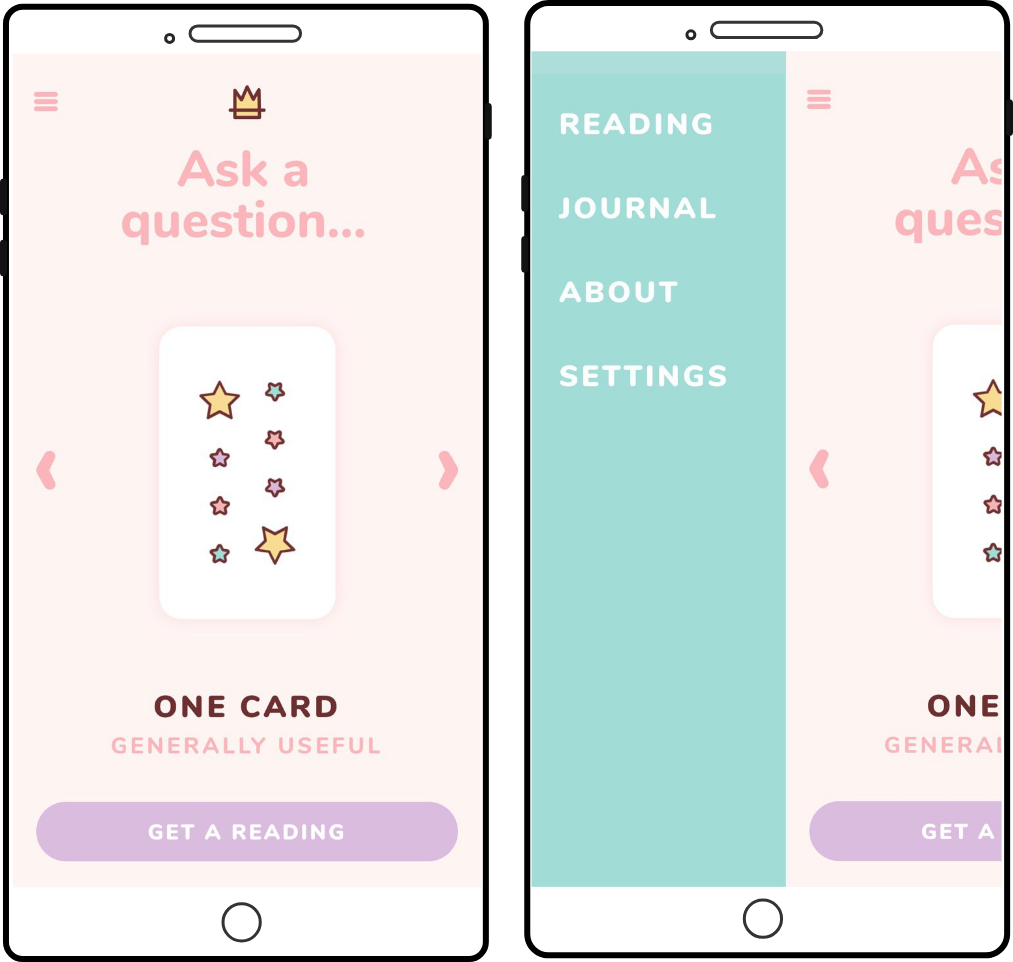 Ask a
question...
ONE CARD
GENERALLY USEFUL
GET A READING
READING
JOURNAL
ABOUT
SETTINGS
As
ques
ONE
GENERAL
GET A